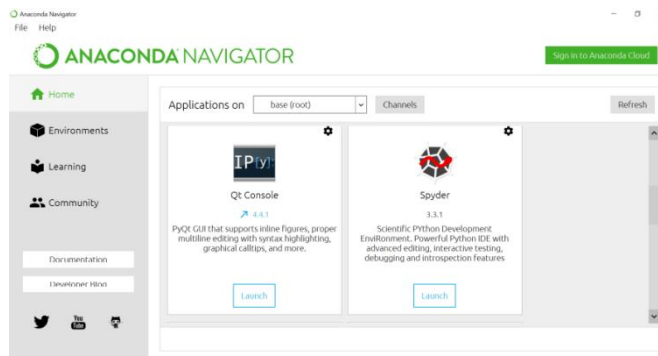 Anaconda Navigator
File Help
ANACONDA NAVIGATOR
Sign in to Anaconda Cloud
Home
Applications on base (root) Channels Refresh
Environments
Learning
Community
Documentation
Developer Blog
You
Tube
IP[y]:
Qt Console
4.4.1
PyQt GUI that supports inline figures, proper
multiline editing with syntax highlighting,
graphical calltips, and more.
Launch
Spyder
3.3.1
Scientific PYthon Development
EnviRonment. Powerful Python IDE with
advanced editing, interactive testing,
debugging and introspection features
Launch